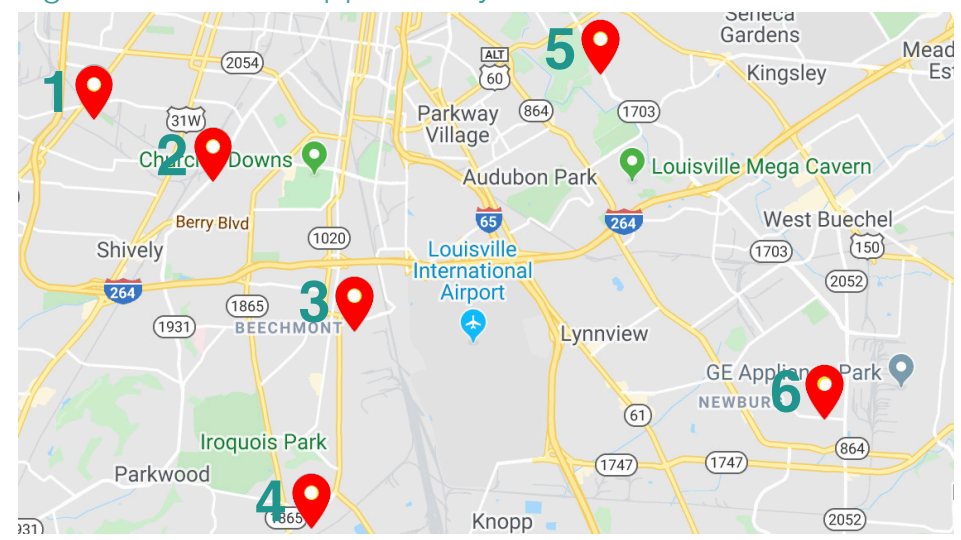 Seneca
Gardens
5
ALT
60
2054
Mead
Est
Kingsley
1
31W
Parkway
Village
864
1703
2
Churchill Downs
Louisville Mega Cavern
Audubon Park
Berry Blvd
65
264
West Buechel
1020
Shively
Louisville
International
Airport
1703
150
2052
264
3
1865
1931
BEECHMONT
Lynnview
GE Appliance Park
6
NEWBURG
61
Iroquois Park
864
Parkwood
1747
1747
4
1865
931
Knopp
2052